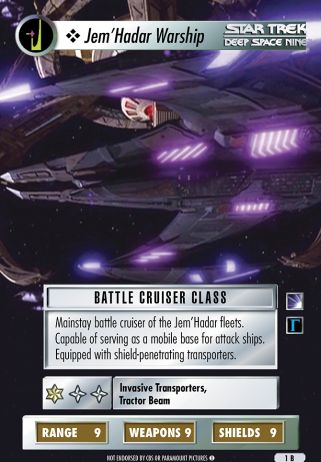 ❖ Jem'Hadar Warship
STAR TREK
DEEP SPACE NINE
BATTLE CRUISER CLASS
Mainstay battle cruiser of the Jem'Hadar fleets.
Capable of serving as a mobile base for attack ships.
Equipped with shield-penetrating transporters.
Invasive Transporters,
Tractor Beam
RANGE 9 WEAPONS 9 SHIELDS 9
NOT ENDORSED BY CBS OR PARAMOUNT PICTURES
1 B